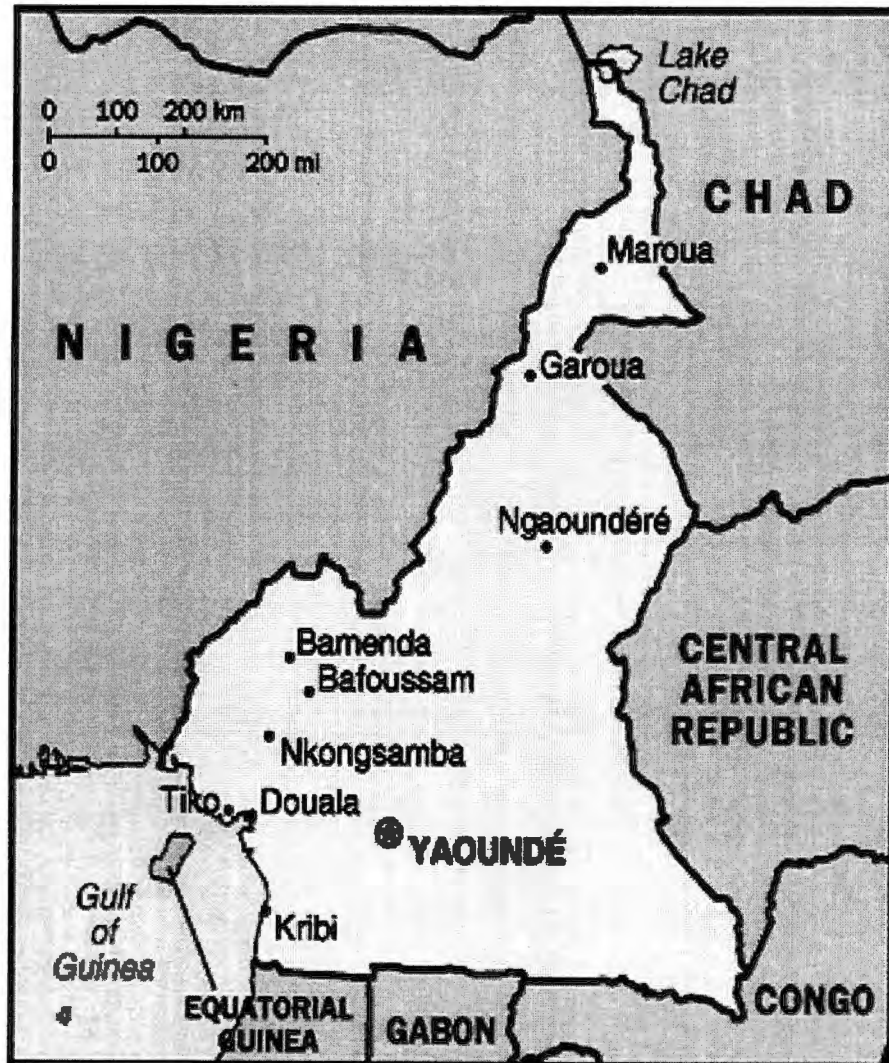 Lake
Chad
0 100 200 km
0 100 200 mi
CHAD
Maroua
NIGERIA
Garoua
Ngaoundéré
Bamenda
Bafoussam
CENTRAL
AFRICAN
REPUBLIC
Nkongsamba
Tiko
Douala
YAOUNDÉ
Gulf
of
Guinea
Kribi
EQUATORIAL
GUINEA
GABON
CONGO